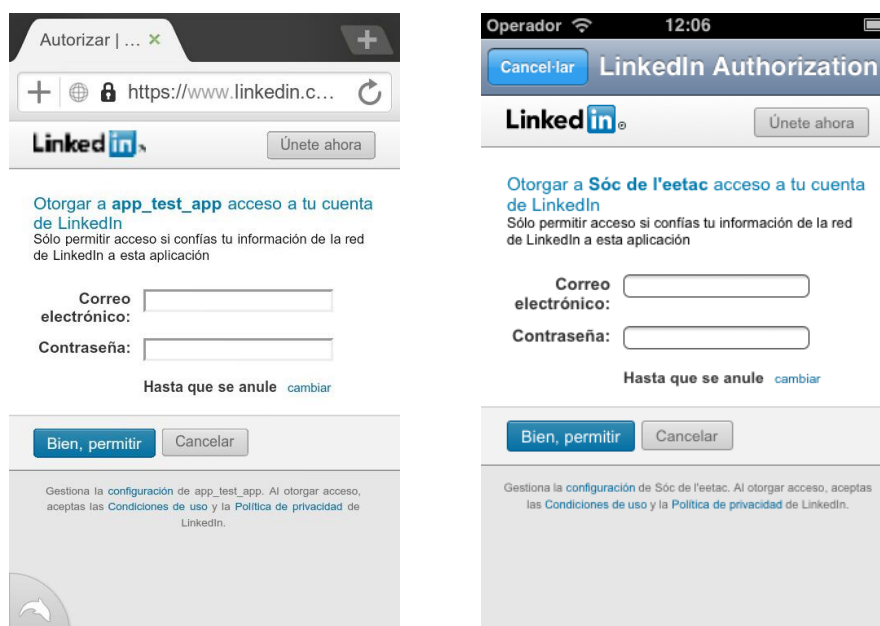 Autorizar | ... ×
https://www.linkedin.c...
Linked in
Únete ahora
Otorgar a app_test_app acceso a tu cuenta
de LinkedIn
Sólo permitir acceso si confías tu información de la red
de LinkedIn a esta aplicación
Correo
electrónico:
Contraseña:
Hasta que se anule cambiar
Bien, permitir
Cancelar
Gestiona la configuración de app_test_app. Al otorgar acceso,
aceptas las Condiciones de uso y la Política de privacidad de
LinkedIn.
Operador 12:06
Cancel·lar
LinkedIn Authorization
Linked in ®
Únete ahora
Otorgar a Sóc de l'eetac acceso a tu cuenta
de LinkedIn
Sólo permitir acceso si confías tu información de la red
de LinkedIn a esta aplicación
Correo
electrónico:
Contraseña:
Hasta que se anule cambiar
Bien, permitir
Cancelar
Gestiona la configuración de Sóc de l'eetac. Al otorgar acceso, aceptas
las Condiciones de uso y la Política de privacidad de LinkedIn.